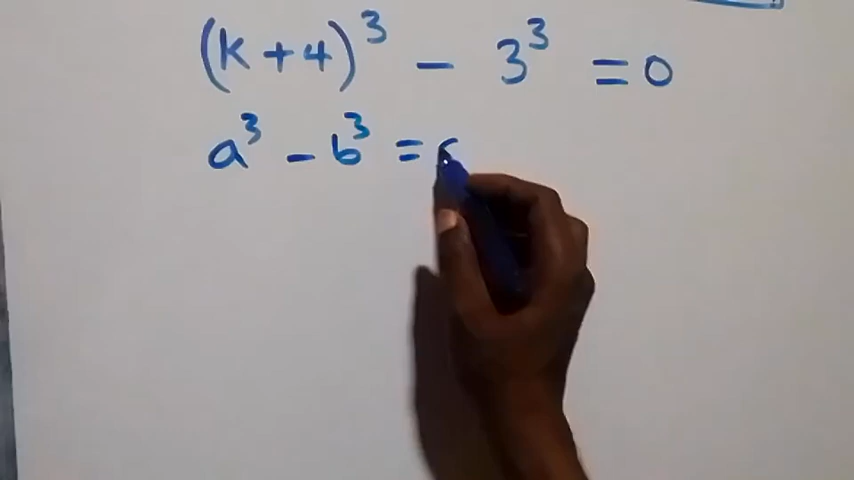 (k + 4)³ - 3³ = 0
a³ - b³ =